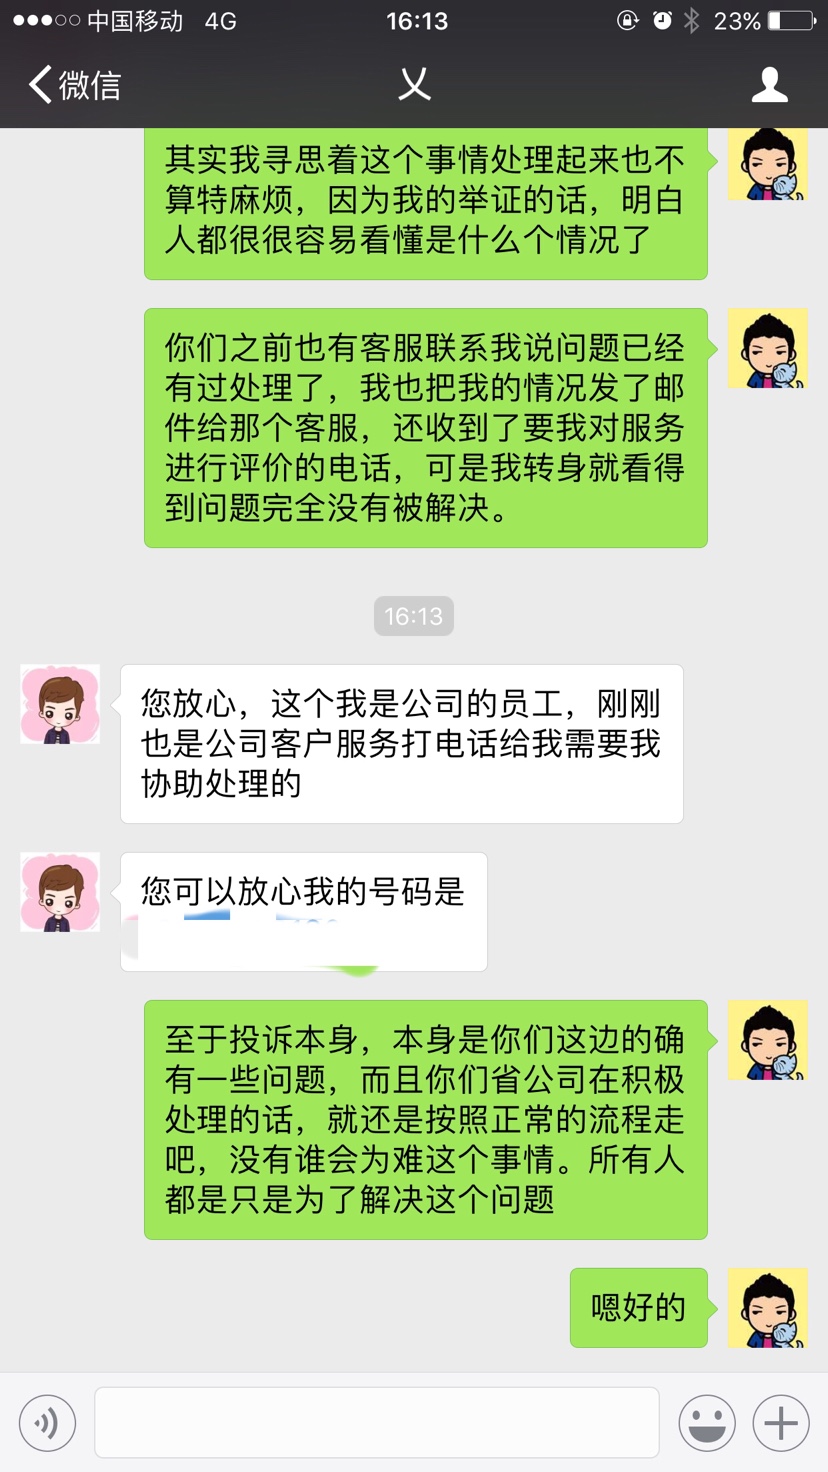 中国移动 4G 16:13 23%
微信 乂
其实我寻思着这个事情处理起来也不
算特麻烦，因为我的举证的话，明白
人都很很容易看懂是什么个情况了
你们之前也有客服联系我说问题已经
有过处理了，我也把我的情况发了邮
件给那个客服，还收到了要我对服务
进行评价的电话，可是我转身就看得
到问题完全没有被解决。
16:13
您放心，这个我是公司的员工，刚刚
也是公司客户服务打电话给我需要我
协助处理的
您可以放心我的号码是
至于投诉本身，本身是你们这边的确
有一些问题，而且你们省公司在积极
处理的话，就还是按照正常的流程走
吧，没有谁会为难这个事情。所有人
都是只是为了解决这个问题
嗯好的